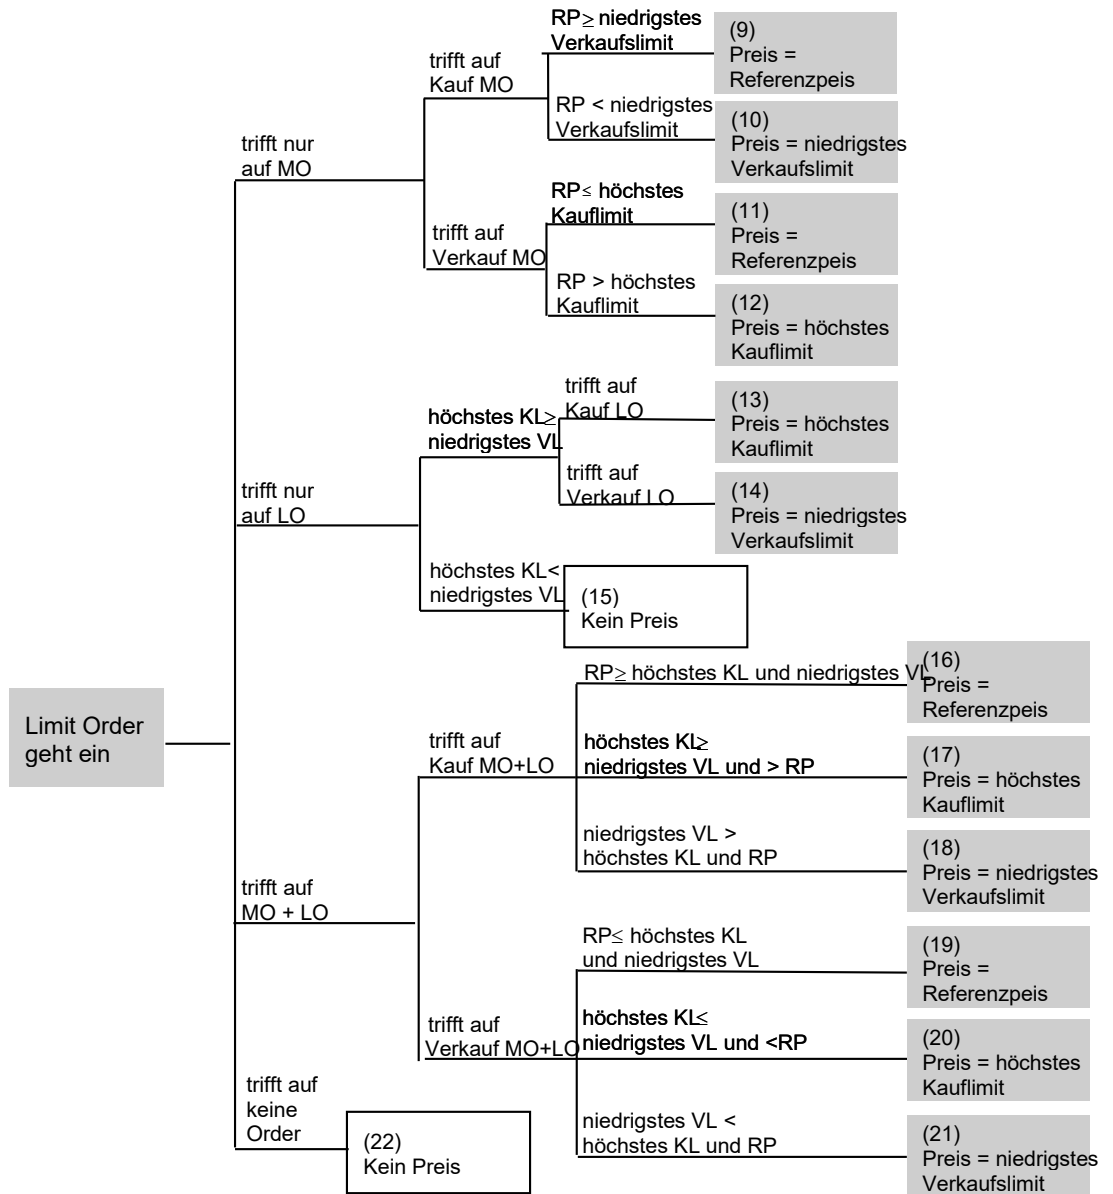 RP≥ niedrigstes
Verkaufslimit
(9)
Preis =
Referenzpeis
trifft auf
Kauf MO
RP < niedrigstes
Verkaufslimit
(10)
Preis = niedrigstes
Verkaufslimit
trifft nur
auf MO
RP≤ höchstes
Kauflimit
(11)
Preis =
Referenzpeis
trifft auf
Verkauf MO
RP > höchstes
Kauflimit
(12)
Preis = höchstes
Kauflimit
trifft auf
Kauf LO
(13)
Preis = höchstes
Kauflimit
höchstes KL≥
niedrigstes VL
trifft auf
Verkauf LO
(14)
Preis = niedrigstes
Verkaufslimit
trifft nur
auf LO
höchstes KL<
niedrigstes VL
(15)
Kein Preis
RP≥ höchstes KL und niedrigstes VL
(16)
Preis =
Referenzpeis
Limit Order
geht ein
trifft auf
Kauf MO+LO
höchstes KL≥
niedrigstes VL und > RP
(17)
Preis = höchstes
Kauflimit
niedrigstes VL >
höchstes KL und RP
(18)
Preis = niedrigstes
Verkaufslimit
trifft auf
MO + LO
RP≤ höchstes KL
und niedrigstes VL
(19)
Preis =
Referenzpeis
trifft auf
Verkauf MO+LO
höchstes KL≤
niedrigstes VL und <RP
(20)
Preis = höchstes
Kauflimit
niedrigstes VL <
höchstes KL und RP
(21)
Preis = niedrigstes
Verkaufslimit
trifft auf
keine
Order
(22)
Kein Preis